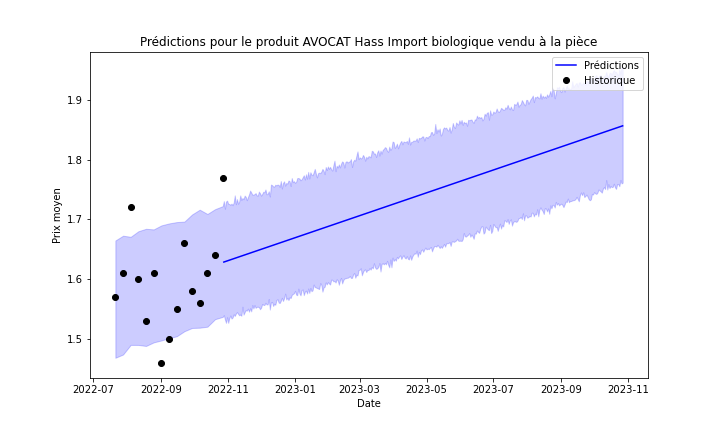 Prédictions pour le produit AVOCAT Hass Import biologique vendu à la pièce
Prédictions
Historique
Prix moyen
1.9
1.8
1.7
1.6
1.5
2022-07 2022-09 2022-11 2023-01 2023-03 2023-05 2023-07 2023-09 2023-11
Date